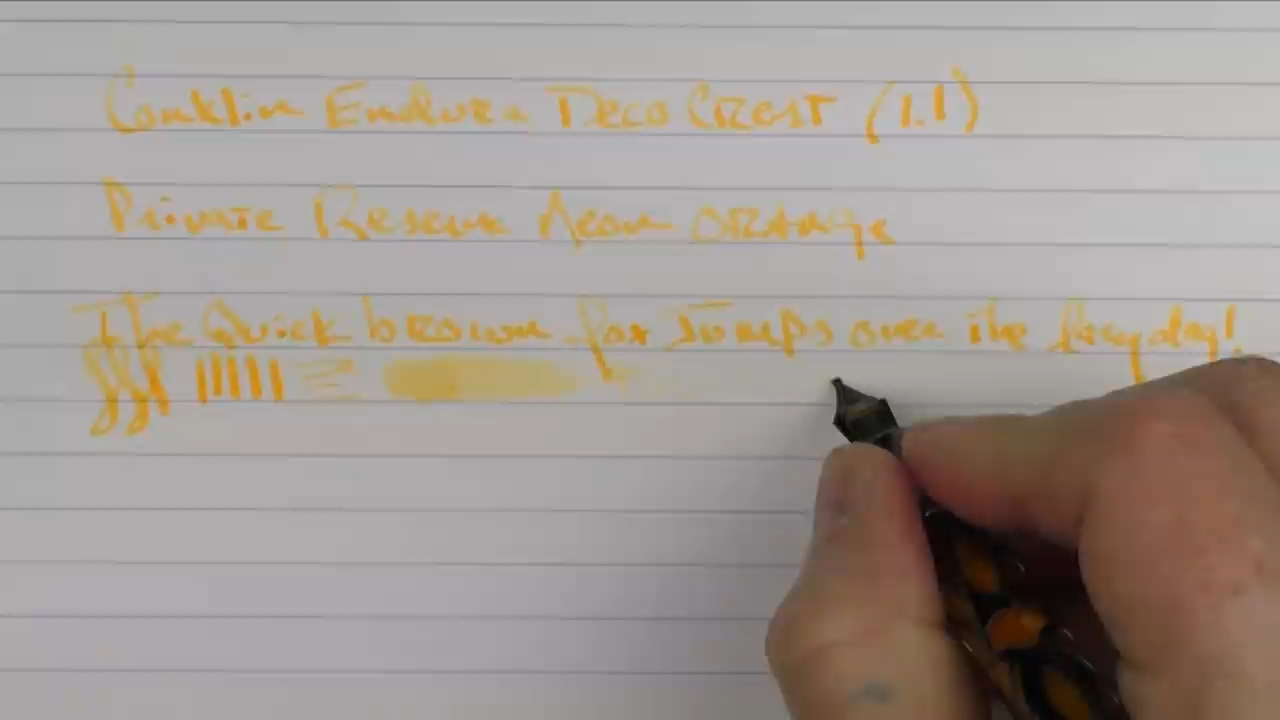 Conklin Endura Deco Crest (1.1)
Private Reserve Neon Orange
The Quick brown fox Jumps over the lazy dog!